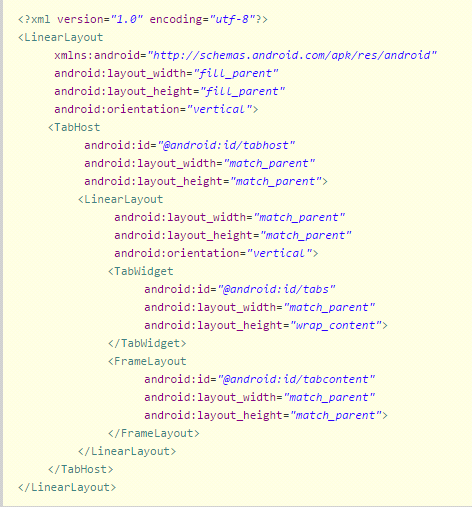 <?xml version="1.0" encoding="utf-8"?>
<LinearLayout
xmlns:android="http://schemas.android.com/apk/res/android"
android:layout_width="fill_parent"
android:layout_height="fill_parent"
android:orientation="vertical">
<TabHost
android:id="@android:id/tabhost"
android:layout_width="match_parent"
android:layout_height="match_parent">
<LinearLayout
android:layout_width="match_parent"
android:layout_height="match_parent"
android:orientation="vertical">
<TabWidget
android:id="@android:id/tabs"
android:layout_width="match_parent"
android:layout_height="wrap_content">
</TabWidget>
<FrameLayout
android:id="@android:id/tabcontent"
android:layout_width="match_parent"
android:layout_height="match_parent">
</FrameLayout>
</LinearLayout>
</TabHost>
</LinearLayout>